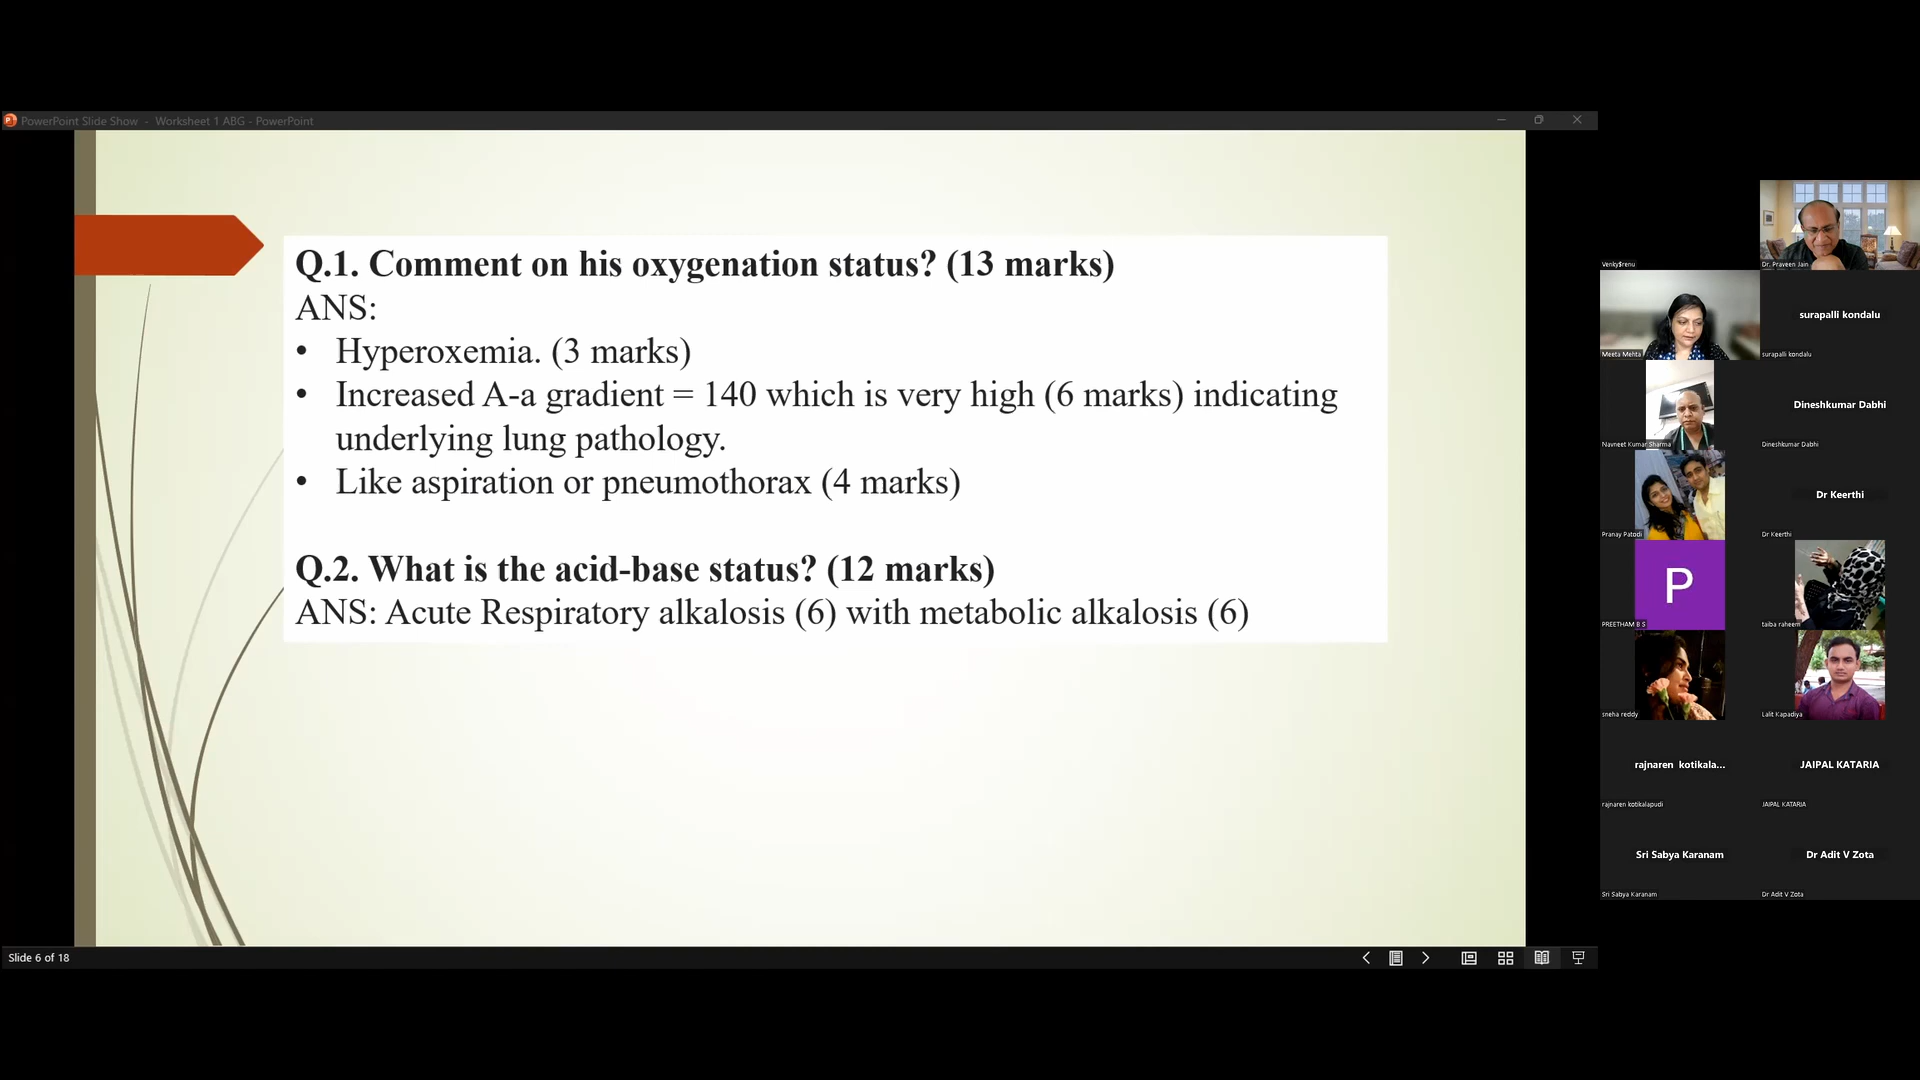 PowerPoint Slide Show - Worksheet 1 ABG - PowerPoint
Q.1. Comment on his oxygenation status? (13 marks)
ANS:
• Hyperoxemia. (3 marks)
• Increased A-a gradient = 140 which is very high (6 marks) indicating
underlying lung pathology.
• Like aspiration or pneumothorax (4 marks)
Q.2. What is the acid-base status? (12 marks)
ANS: Acute Respiratory alkalosis (6) with metabolic alkalosis (6)
Slide 6 of 18
Venky$renu
Dr. Praveen Jain
Meeta Mehta
surapalli kondalu
surapalli kondalu
Navneet Kumar Sharma
Dineshkumar Dabhi
Dineshkumar Dabhi
Pranay Patodi
Dr Keerthi
Dr Keerthi
P
PREETHAM B S
taiba raheem
sneha reddy
Lalit Kapadiya
rajnaren kotikala...
rajnaren kotikalapudi
JAIPAL KATARIA
JAIPAL KATARIA
Sri Sabya Karanam
Sri Sabya Karanam
Dr Adit V Zota
Dr Adit V Zota